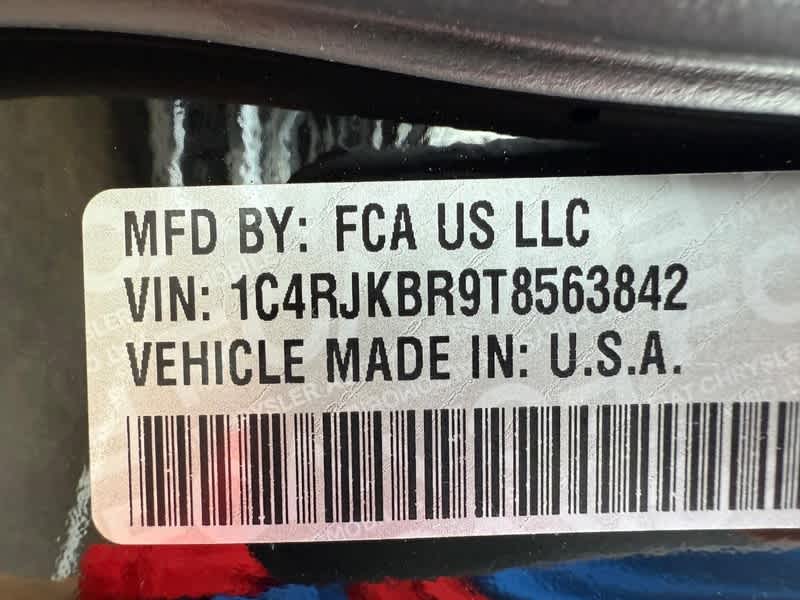 MFD BY: FCA US LLC
VIN: 1C4RJKBR9T8563842
VEHICLE MADE IN: U.S.A.